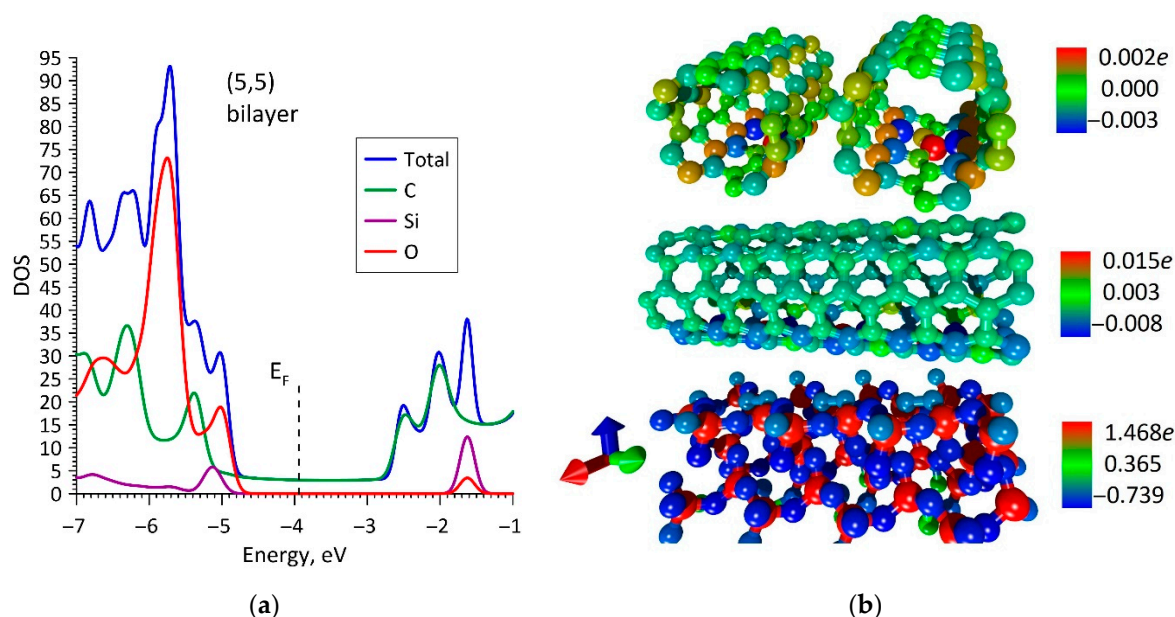 95
90
85
80
75
70
65
60
55
50
45
40
35
30
25
20
15
10
5
0
DOS
(5,5)
bilayer
Total
C
Si
O
E_F
−7 −6 −5 −4 −3 −2 −1
Energy, eV
(a)
0.002e
0.000
−0.003
0.015e
0.003
−0.008
1.468e
0.365
−0.739
(b)